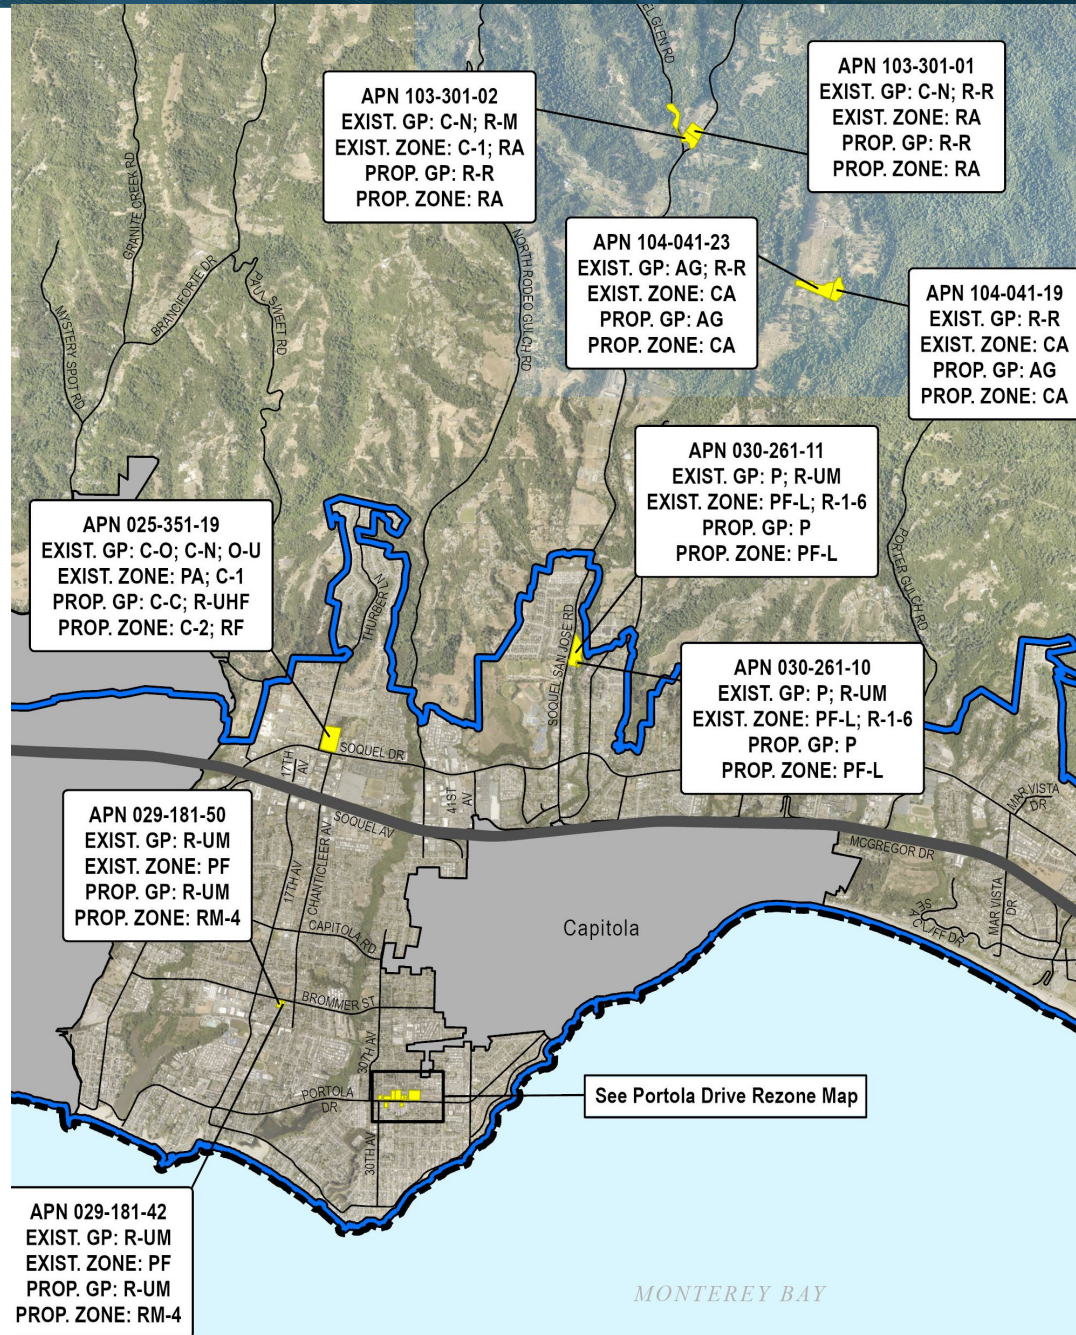 EL GLEN RD
APN 103-301-02
EXIST. GP: C-N; R-M
EXIST. ZONE: C-1; RA
PROP. GP: R-R
PROP. ZONE: RA
APN 103-301-01
EXIST. GP: C-N; R-R
EXIST. ZONE: RA
PROP. GP: R-R
PROP. ZONE: RA
GRANITE CREEK RD
BRANCIFORTE DR
PAUL SWEET RD
MYSTERY SPOT RD
NORTH RODEO GULCH RD
APN 104-041-23
EXIST. GP: AG; R-R
EXIST. ZONE: CA
PROP. GP: AG
PROP. ZONE: CA
APN 104-041-19
EXIST. GP: R-R
EXIST. ZONE: CA
PROP. GP: AG
PROP. ZONE: CA
APN 030-261-11
EXIST. GP: P; R-UM
EXIST. ZONE: PF-L; R-1-6
PROP. GP: P
PROP. ZONE: PF-L
APN 025-351-19
EXIST. GP: C-O; C-N; O-U
EXIST. ZONE: PA; C-1
PROP. GP: C-C; R-UHF
PROP. ZONE: C-2; RF
THURBER LN
SOQUEL SAN JOSE RD
PORTER GULCH RD
APN 030-261-10
EXIST. GP: P; R-UM
EXIST. ZONE: PF-L; R-1-6
PROP. GP: P
PROP. ZONE: PF-L
17TH AV
SOQUEL DR
41ST AV
SOQUEL AV
MAR VISTA DR
MCGREGOR DR
APN 029-181-50
EXIST. GP: R-UM
EXIST. ZONE: PF
PROP. GP: R-UM
PROP. ZONE: RM-4
17TH AV
CHANTICLEER AV
CAPITOLA RD
Capitola
SEACLIFF DR
MAR VISTA DR
BROMMER ST
30TH AV
PORTOLA DR
30TH AV
See Portola Drive Rezone Map
APN 029-181-42
EXIST. GP: R-UM
EXIST. ZONE: PF
PROP. GP: R-UM
PROP. ZONE: RM-4
MONTEREY BAY